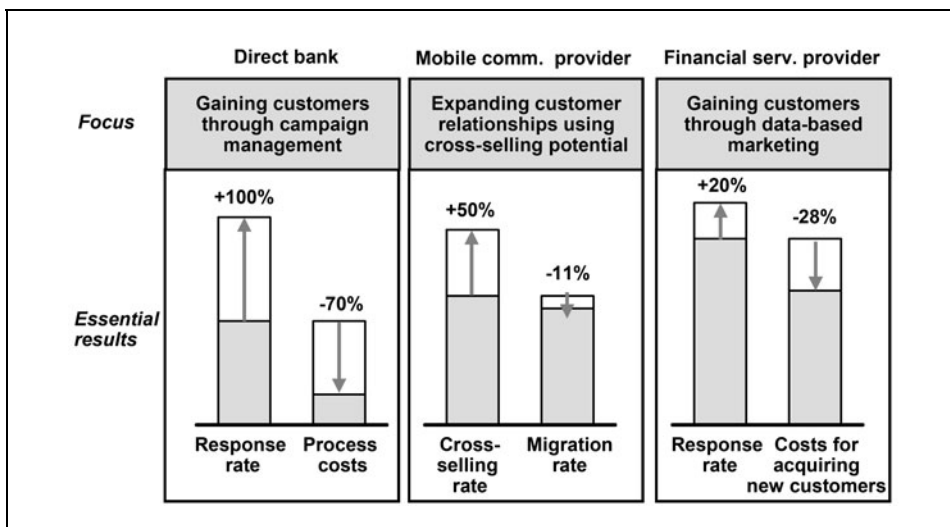 Direct bank
Mobile comm. provider
Financial serv. provider
Focus
Gaining customers
through campaign
management
Expanding customer
relationships using
cross-selling potential
Gaining customers
through data-based
marketing
Essential
results
+100%
-70%
Response
rate
Process
costs
+50%
-11%
Cross-
selling
rate
Migration
rate
+20%
-28%
Response
rate
Costs for
acquiring
new customers